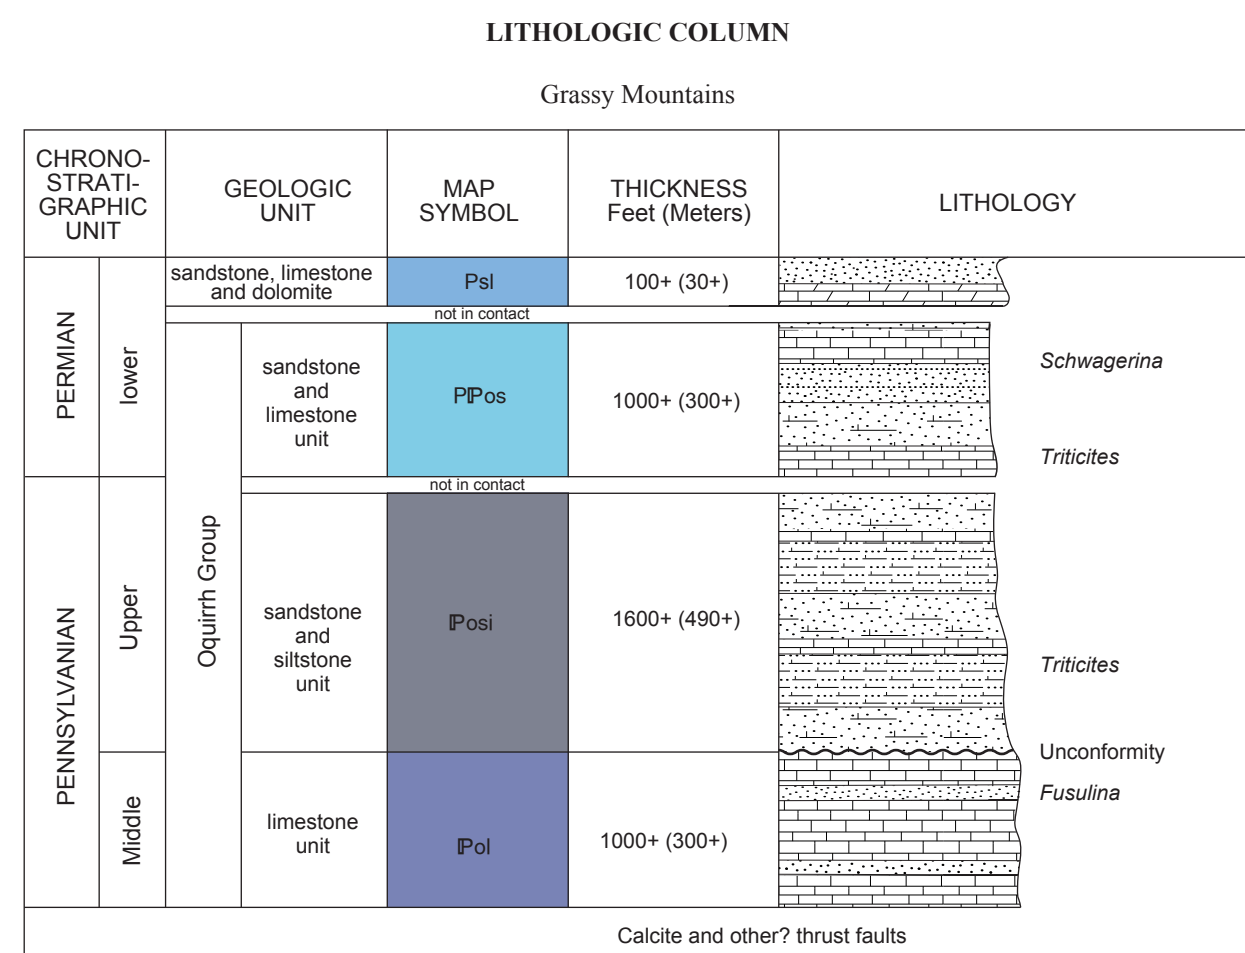 LITHOLOGIC COLUMN
Grassy Mountains
CHRONO-
STRATI-
GRAPHIC
UNIT
GEOLOGIC
UNIT
MAP
SYMBOL
THICKNESS
Feet (Meters)
LITHOLOGY
PERMIAN
lower
sandstone, limestone
and dolomite
Psl
100+ (30+)
not in contact
Oquirrh Group
sandstone
and
limestone
unit
PℙPos
1000+ (300+)
Schwagerina
Triticites
not in contact
PENNSYLVANIAN
Upper
sandstone
and
siltstone
unit
ℙPosi
1600+ (490+)
Triticites
Unconformity
Middle
limestone
unit
ℙPol
1000+ (300+)
Fusulina
Calcite and other? thrust faults